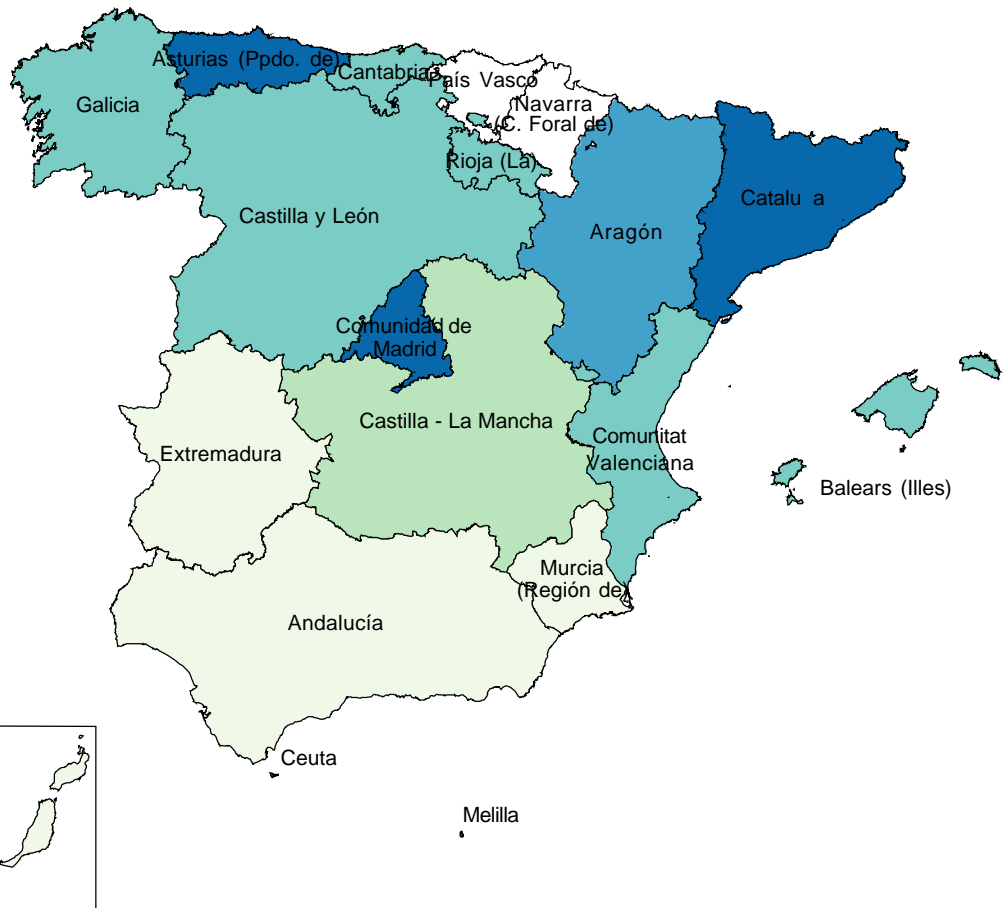 Asturias (Ppdo. de)
Cantabria
País Vasco
Galicia
Navarra
(C. Foral de)
Rioja (La)
Castilla y León
Catalu a
Aragón
Comunidad de
Madrid
Castilla - La Mancha
Comunitat
Valenciana
Extremadura
Balears (Illes)
Murcia
(Región de)
Andalucía
Ceuta
Melilla